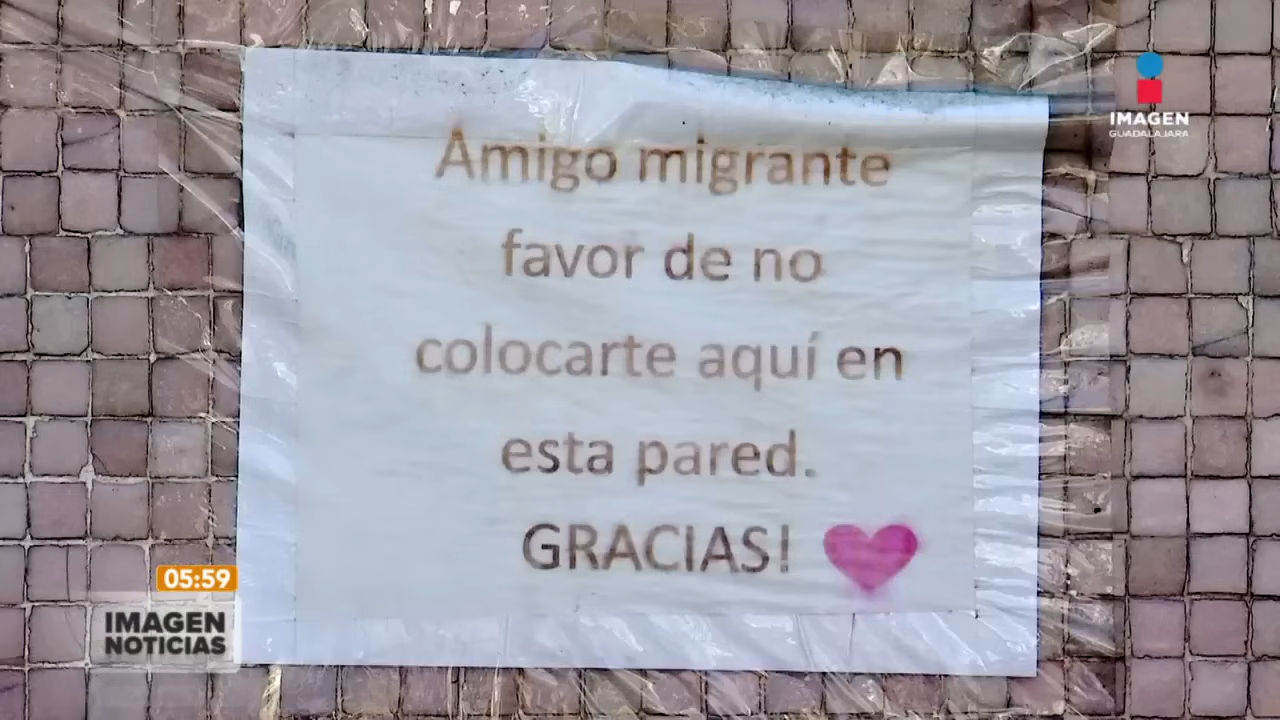 Amigo migrante
favor de no
colocarte aquí en
esta pared.
GRACIAS!
IMAGEN
GUADALAJARA
05:59
IMAGEN
NOTICIAS